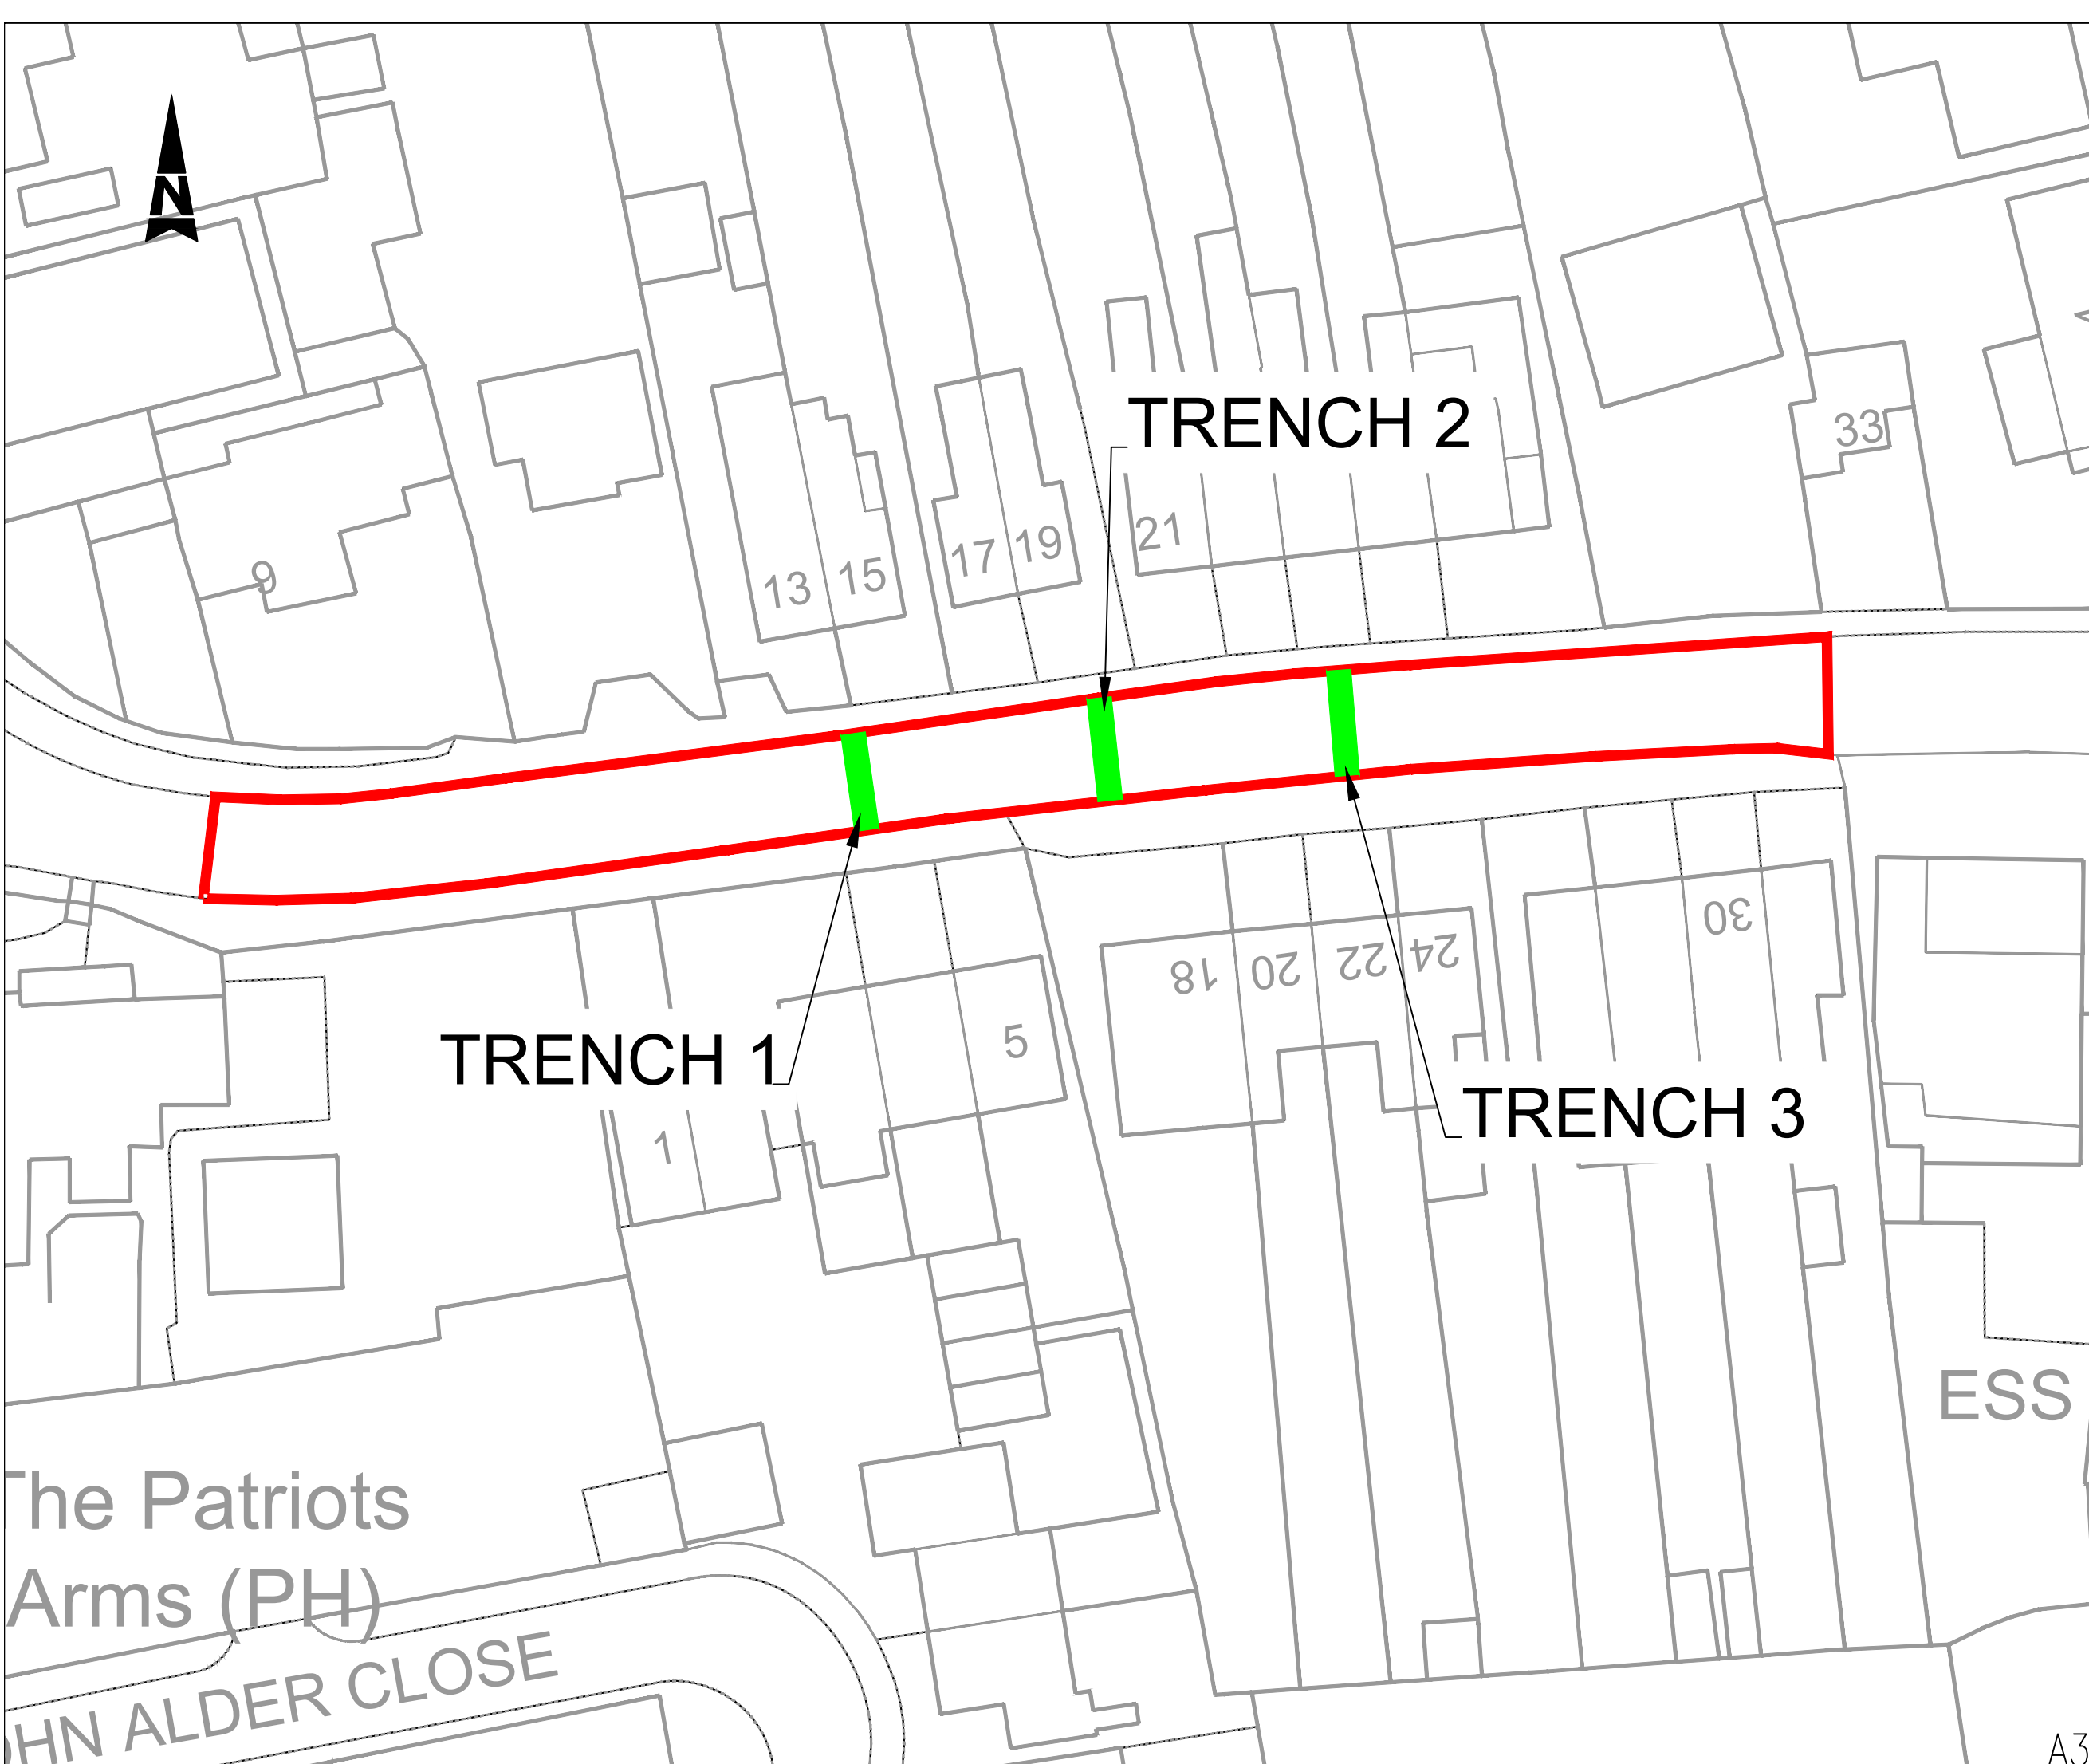 N
TRENCH 2
33
9
13
15
17
19
21
18
20
22
24
30
5
TRENCH 1
TRENCH 3
1
ESS
The Patriots
Arms (PH)
HN ALDER CLOSE
A3